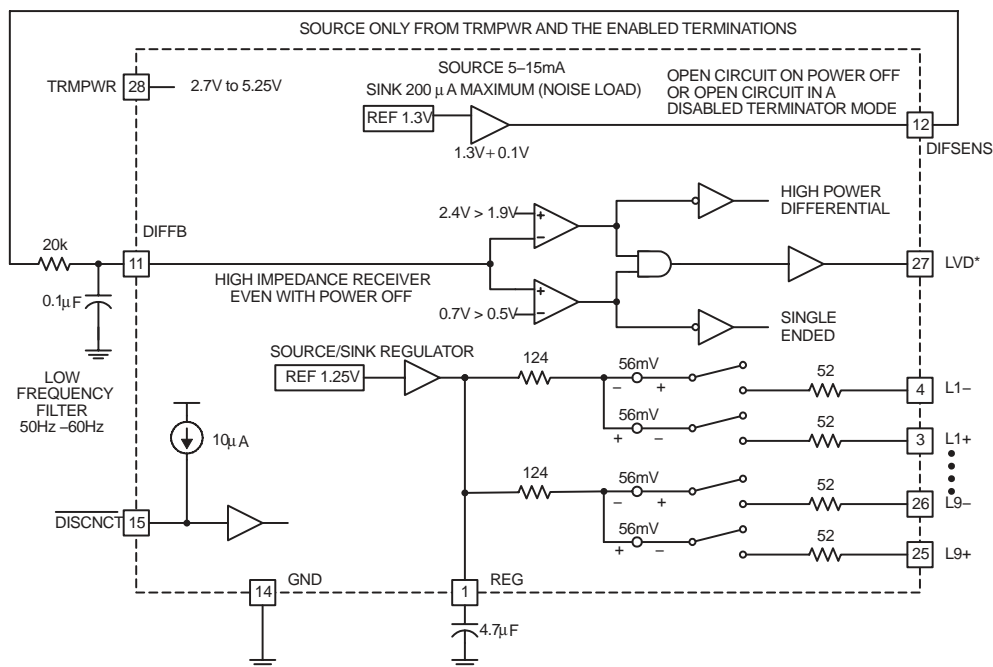 SOURCE ONLY FROM TRMPWR AND THE ENABLED TERMINATIONS
TRMPWR
28
2.7V to 5.25V
SOURCE 5–15mA
SINK 200 μA MAXIMUM (NOISE LOAD)
REF 1.3V
1.3V+0.1V
OPEN CIRCUIT ON POWER OFF
OR OPEN CIRCUIT IN A
DISABLED TERMINATOR MODE
12
DIFSENS
2.4V > 1.9V
+
–
HIGH POWER
DIFFERENTIAL
20k
DIFFB
11
HIGH IMPEDANCE RECEIVER
EVEN WITH POWER OFF
27
LVD*
0.1μF
+
–
0.7V > 0.5V
SINGLE
ENDED
LOW
FREQUENCY
FILTER
50Hz –60Hz
SOURCE/SINK REGULATOR
REF 1.25V
124
56mV
– +
52
4
L1–
56mV
+ –
52
3
L1+
10μA
124
56mV
– +
52
26
L9–
DISCNCT
15
56mV
+ –
52
25
L9+
14
GND
1
REG
4.7μF